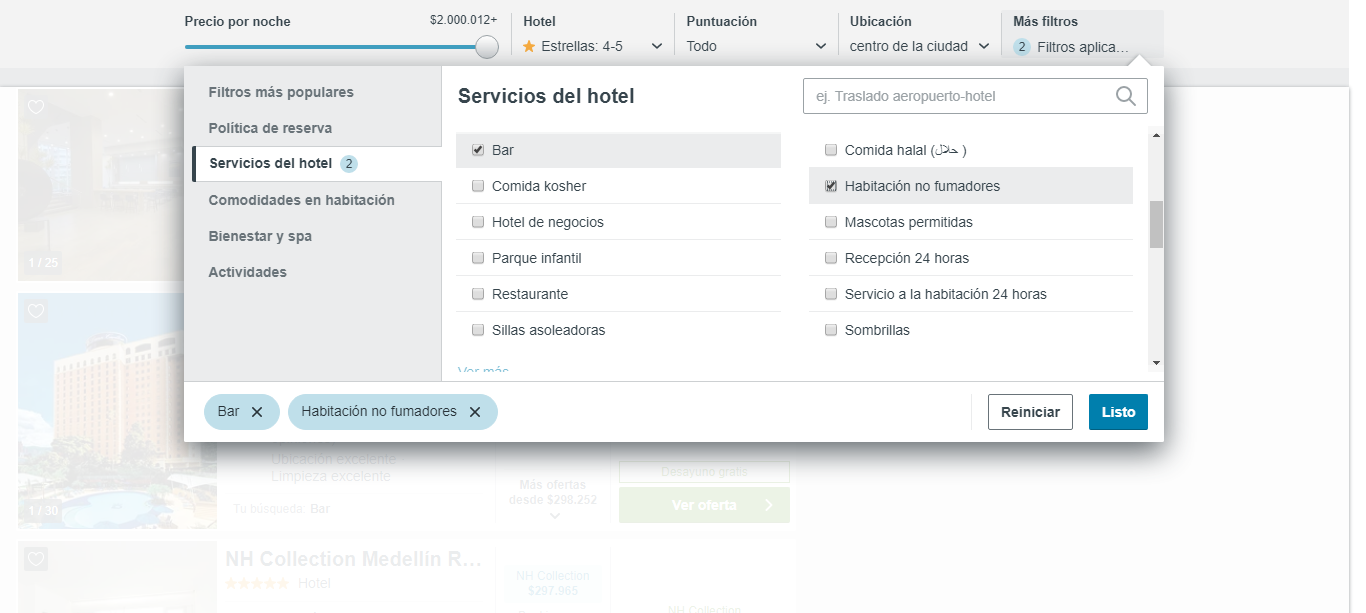 Precio por noche
$2.000.012+
Hotel
Estrellas: 4-5
Puntuación
Todo
Ubicación
centro de la ciudad
Más filtros
2 Filtros aplica...
Filtros más populares
Política de reserva
Servicios del hotel 2
Comodidades en habitación
Bienestar y spa
Actividades
Servicios del hotel
ej. Traslado aeropuerto-hotel
Bar
Comida kosher
Hotel de negocios
Parque infantil
Restaurante
Sillas asoleadoras
Ver más
Comida halal (حلال )
Habitación no fumadores
Mascotas permitidas
Recepción 24 horas
Servicio a la habitación 24 horas
Sombrillas
Bar
Habitación no fumadores
Reiniciar
Listo
1 / 25
1 / 30
Ubicación excelente
Limpieza excelente
Tu búsqueda: Bar
Más ofertas
desde $298.252
Desayuno gratis
Ver oferta
NH Collection Medellín R...
Hotel
NH Collection
$297.965
NH Collection